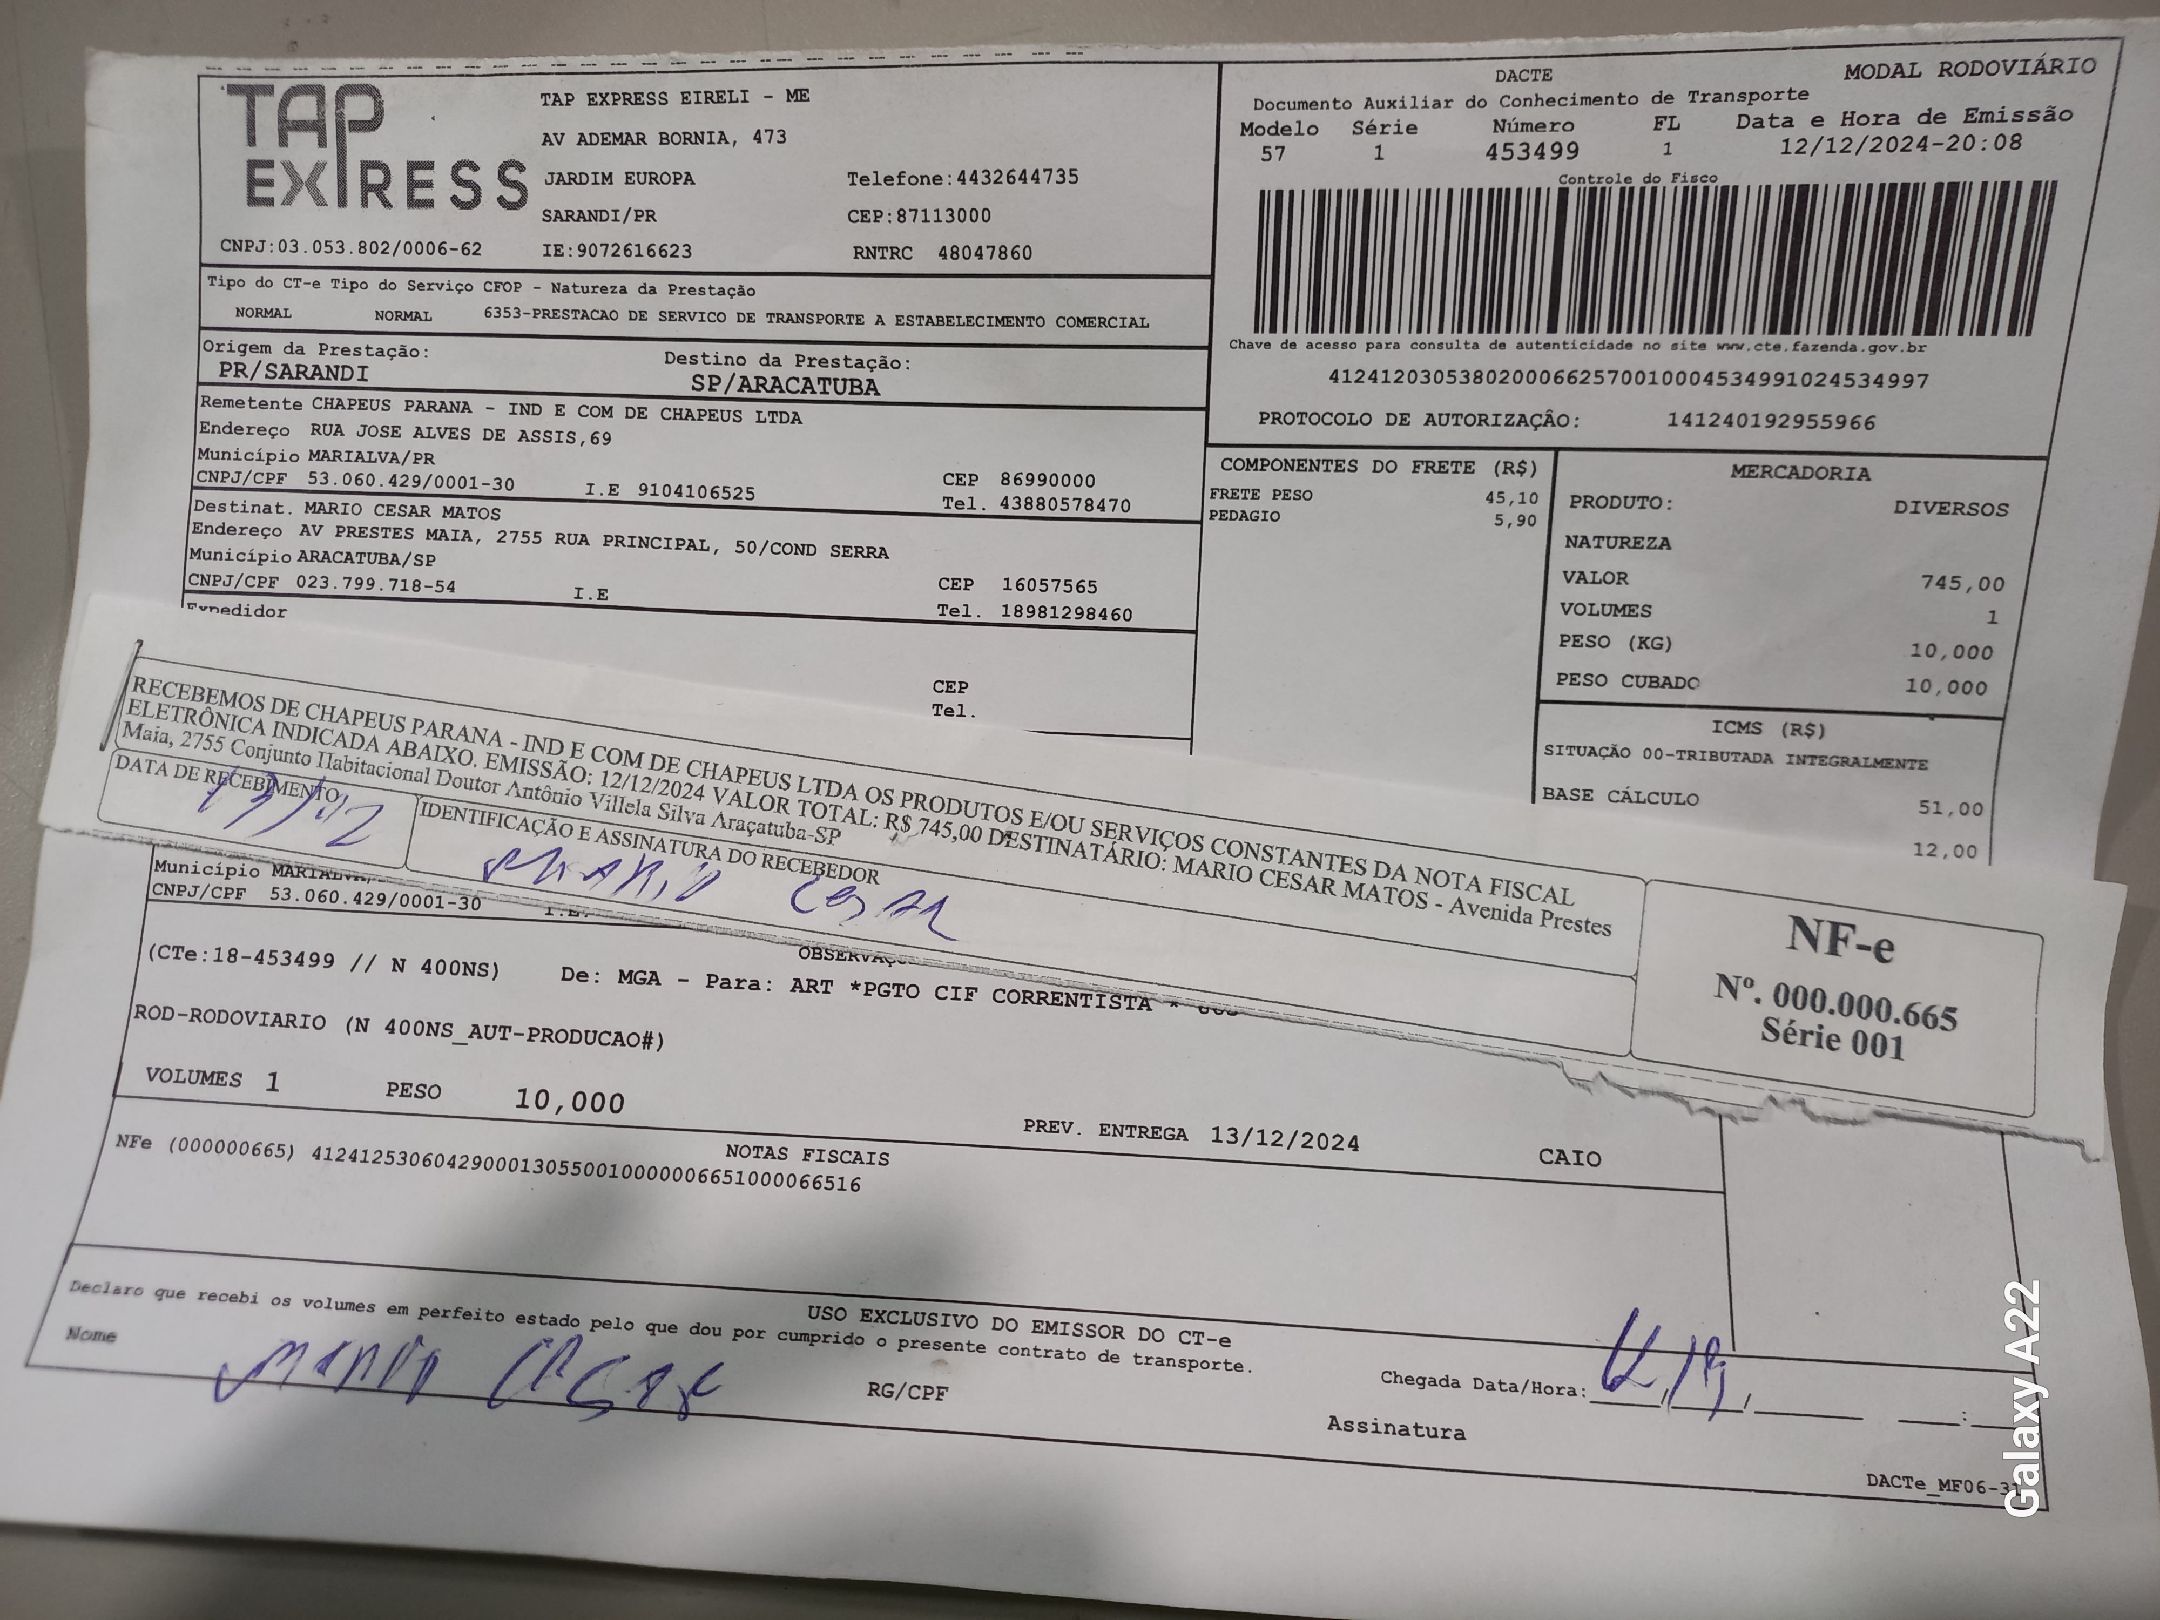 TAP EXPRESS
TAP EXPRESS EIRELI - ME
AV ADEMAR BORNIA, 473
JARDIM EUROPA Telefone:4432644735
SARANDI/PR CEP:87113000
CNPJ:03.053.802/0006-62 IE:9072616623 RNTRC 48047860
DACTE MODAL RODOVIÁRIO
Documento Auxiliar do Conhecimento de Transporte
Modelo Série Número FL Data e Hora de Emissão
57 1 453499 1 12/12/2024-20:08
Controle do Fisco
Chave de acesso para consulta de autenticidade no site www.cte.fazenda.gov.br
41241203053802000662570010004534991024534997
PROTOCOLO DE AUTORIZAÇÂO: 141240192955966
Tipo do CT-e Tipo do Serviço CFOP - Natureza da Prestação
NORMAL NORMAL 6353-PRESTACAO DE SERVICO DE TRANSPORTE A ESTABELECIMENTO COMERCIAL
Origem da Prestação: Destino da Prestação:
PR/SARANDI SP/ARACATUBA
Remetente CHAPEUS PARANA - IND E COM DE CHAPEUS LTDA
Endereço RUA JOSE ALVES DE ASSIS,69
Município MARIALVA/PR CEP 86990000
CNPJ/CPF 53.060.429/0001-30 I.E 9104106525 Tel. 43880578470
Destinat. MARIO CESAR MATOS
Endereço AV PRESTES MAIA, 2755 RUA PRINCIPAL, 50/COND SERRA
Município ARACATUBA/SP CEP 16057565
CNPJ/CPF 023.799.718-54 I.E Tel. 18981298460
Expedidor
CEP
Tel.
COMPONENTES DO FRETE (R$)
FRETE PESO 45,10
PEDAGIO 5,90
MERCADORIA
PRODUTO: DIVERSOS
NATUREZA
VALOR 745,00
VOLUMES 1
PESO (KG) 10,000
PESO CUBADO 10,000
ICMS (R$)
SITUAÇÃO 00-TRIBUTADA INTEGRALMENTE
BASE CÁLCULO 51,00
12,00
RECEBEMOS DE CHAPEUS PARANA - IND E COM DE CHAPEUS LTDA OS PRODUTOS E/OU SERVIÇOS CONSTANTES DA NOTA FISCAL
ELETRÔNICA INDICADA ABAIXO. EMISSÃO: 12/12/2024 VALOR TOTAL: R$ 745,00 DESTINATÁRIO: MARIO CESAR MATOS - Avenida Prestes
Maia, 2755 Conjunto Habitacional Doutor Antônio Villela Silva Araçatuba-SP
DATA DE RECEBIMENTO IDENTIFICAÇÃO E ASSINATURA DO RECEBEDOR
13/12 Mario Cesar
NF-e
Nº. 000.000.665
Série 001
Município MARIALVA
CNPJ/CPF 53.060.429/0001-30 I.E.
(CTe:18-453499 // N 400NS) De: MGA - Para: ART *PGTO CIF CORRENTISTA *
ROD-RODOVIARIO (N 400NS_AUT-PRODUCAO#)
VOLUMES 1 PESO 10,000 PREV. ENTREGA 13/12/2024 CAIO
NOTAS FISCAIS
NFe (000000665) 41241253060429000130550010000006651000066516
USO EXCLUSIVO DO EMISSOR DO CT-e
Declaro que recebi os volumes em perfeito estado pelo que dou por cumprido o presente contrato de transporte.
Nome Mario Cesar RG/CPF Chegada Data/Hora:
Assinatura
DACTe_MF06-31
Galaxy A22